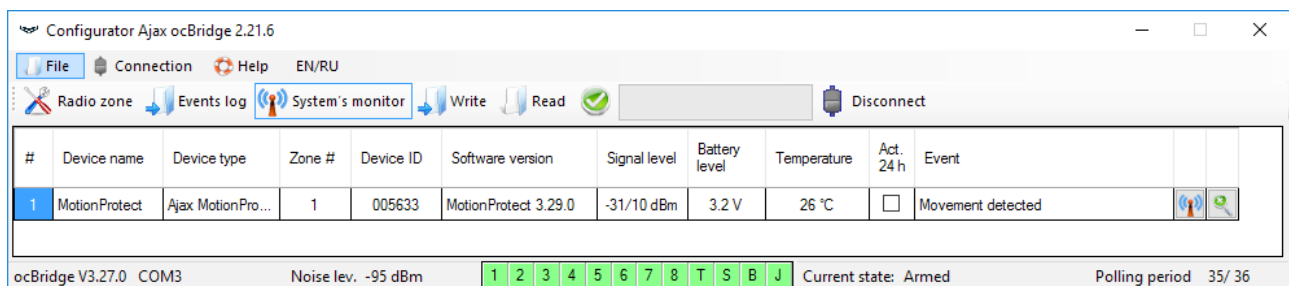 Configurator Ajax ocBridge 2.21.6
File Connection Help EN/RU
Radio zone Events log System's monitor Write Read Disconnect
# Device name Device type Zone # Device ID Software version Signal level Battery level Temperature Act. 24 h Event
1 MotionProtect Ajax MotionPro... 1 005633 MotionProtect 3.29.0 -31/10 dBm 3.2 V 26 °C Movement detected
ocBridge V3.27.0 COM3 Noise lev. -95 dBm 1 2 3 4 5 6 7 8 T S B J Current state: Armed Polling period 35/ 36